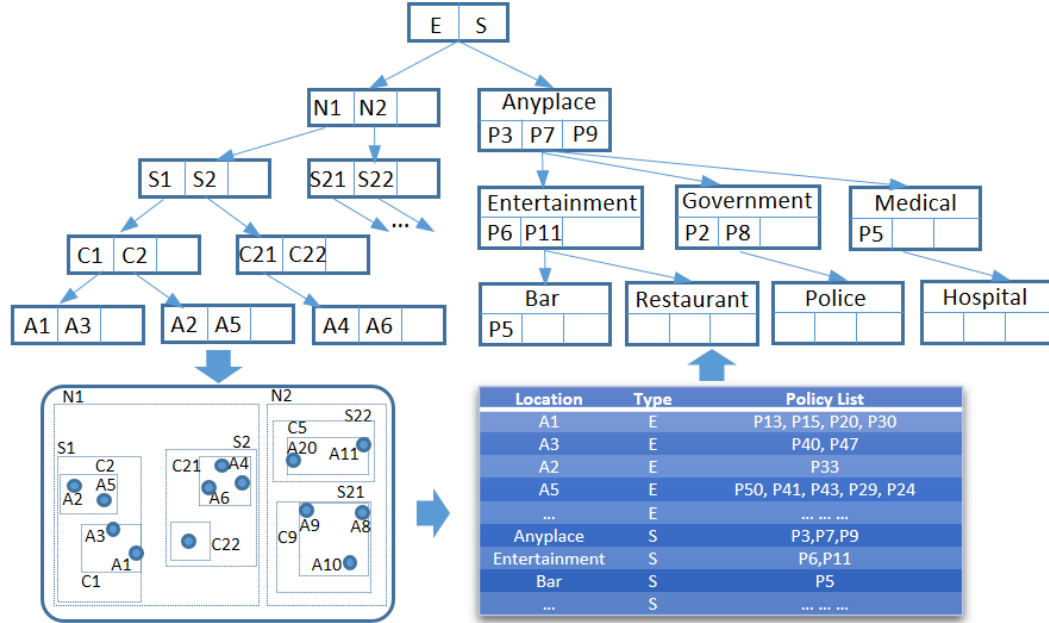 E S
N1 N2
Anyplace
P3 P7 P9
S1 S2
S21 S22
...
Entertainment
P6 P11
Government
P2 P8
Medical
P5
C1 C2
C21 C22
A1 A3
A2 A5
A4 A6
Bar
P5
Restaurant
Police
Hospital
N1
N2
S1
C2
A2
A5
A3
A1
C1
S2
C21
A4
A6
C22
S22
C5
A20
A11
S21
A9
A8
C9
A10
Location Type Policy List
A1 E P13, P15, P20, P30
A3 E P40, P47
A2 E P33
A5 E P50, P41, P43, P29, P24
... E ... ... ...
Anyplace S P3,P7,P9
Entertainment S P6,P11
Bar S P5
... S ... ... ...